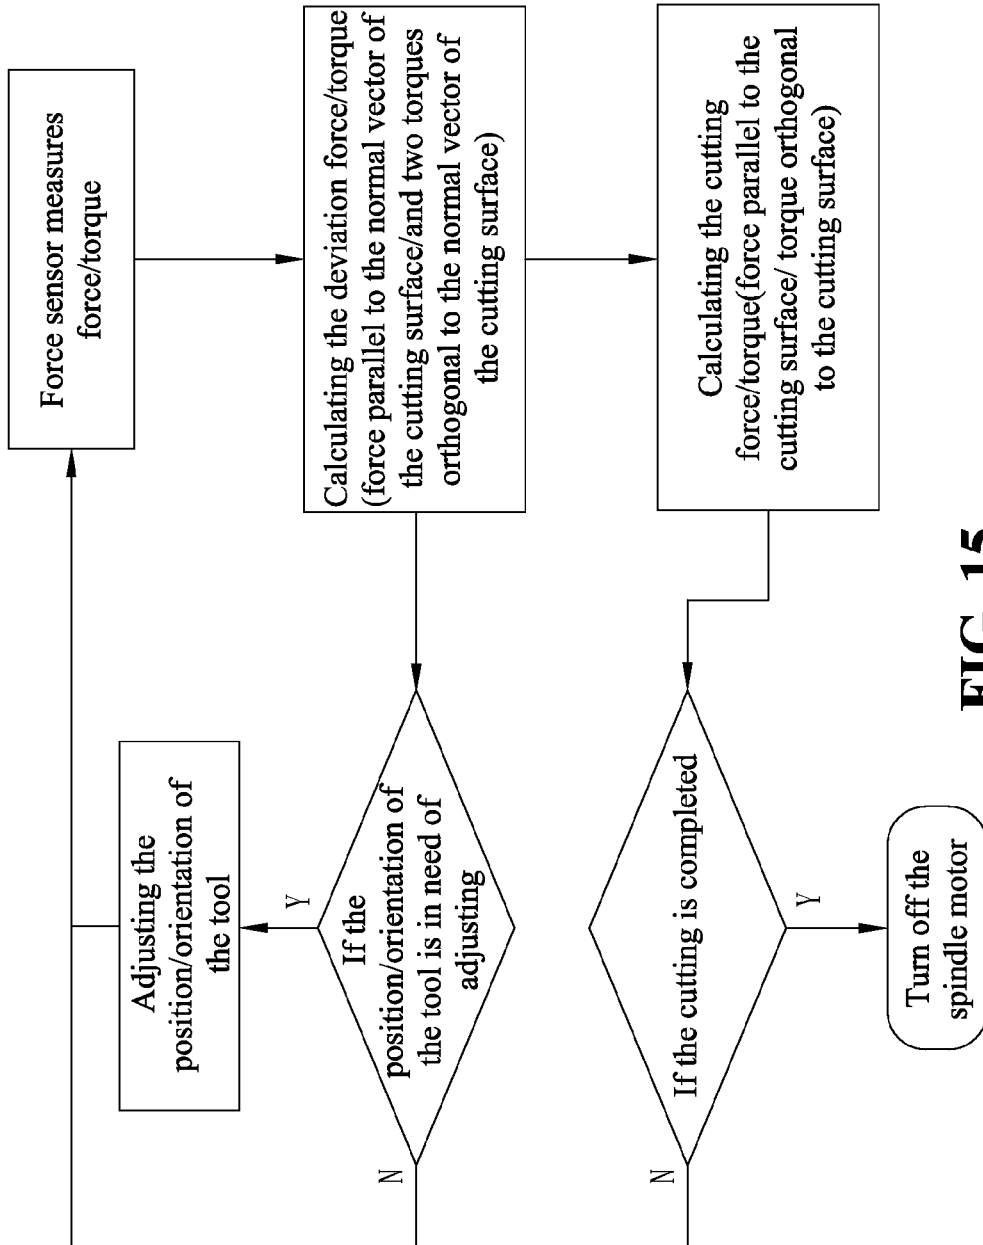 Force sensor measures
force/torque
Calculating the deviation force/torque
(force parallel to the normal vector of
the cutting surface/and two torques
orthogonal to the normal vector of
the cutting surface)
Calculating the cutting
force/torque(force parallel to the
cutting surface/ torque orthogonal
to the cutting surface)
Adjusting the
position/orientation of
the tool
Y
If the
position/orientation of
the tool is in need of
adjusting
N
If the cutting is completed
N
Y
Turn off the
spindle motor
FIG. 15